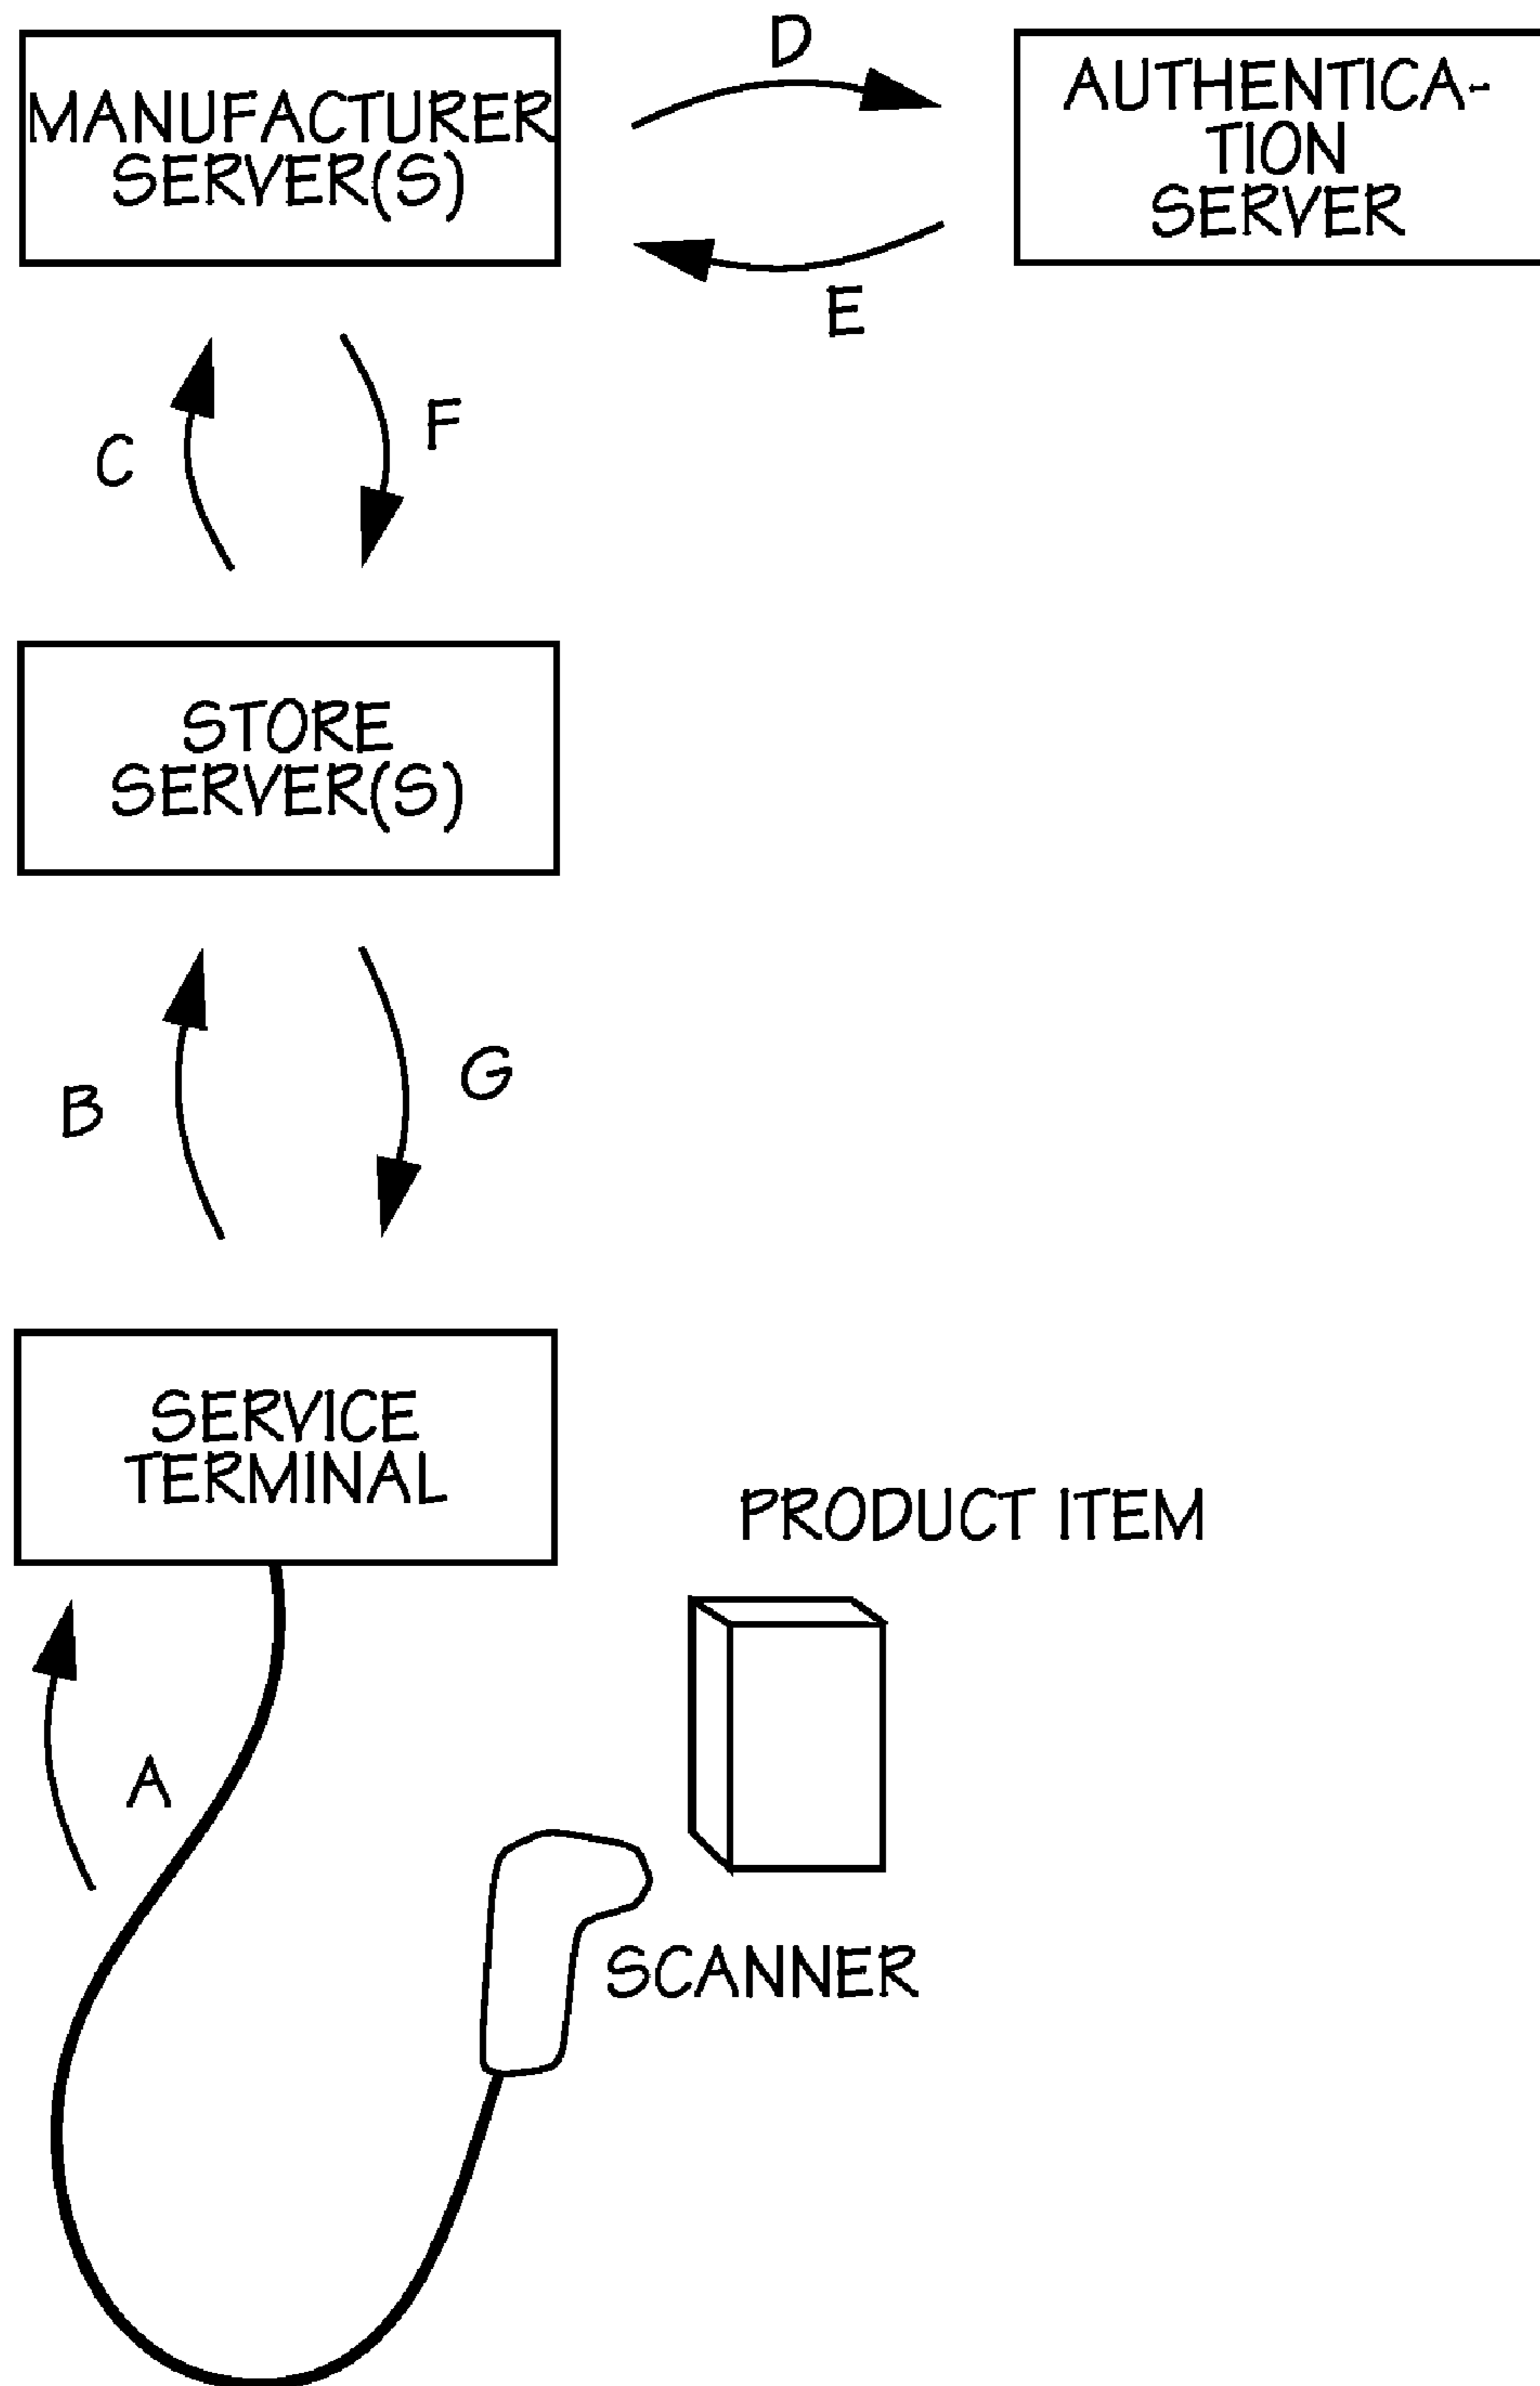 D
MANUFACTURER
SERVER(S)
AUTHENTICA-
TION
SERVER
E
C
F
STORE
SERVER(S)
B
G
SERVICE
TERMINAL
PRODUCT ITEM
A
SCANNER